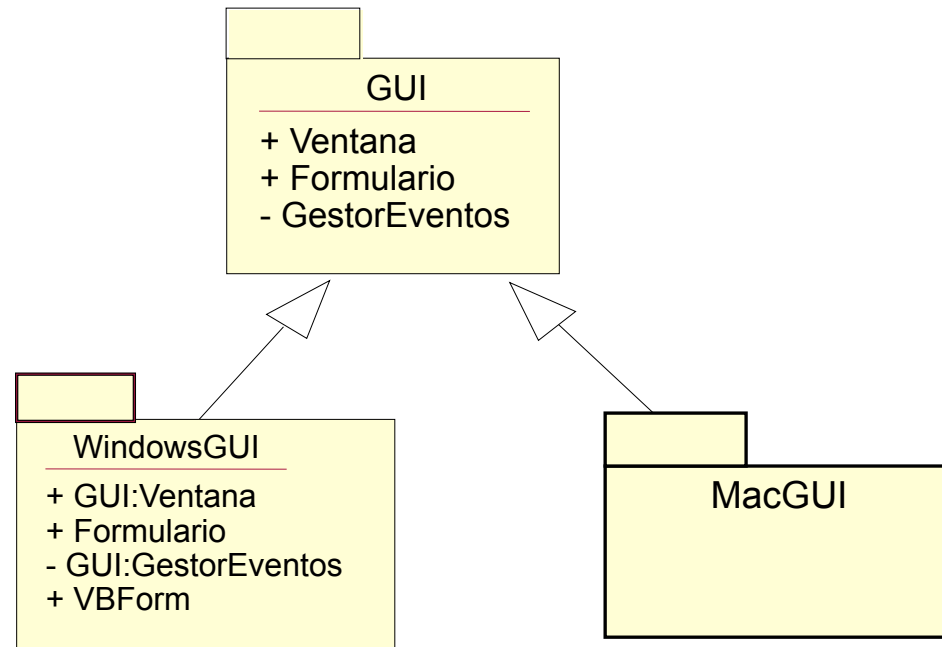 GUI
+ Ventana
+ Formulario
- GestorEventos
WindowsGUI
+ GUI:Ventana
+ Formulario
- GUI:GestorEventos
+ VBForm
MacGUI